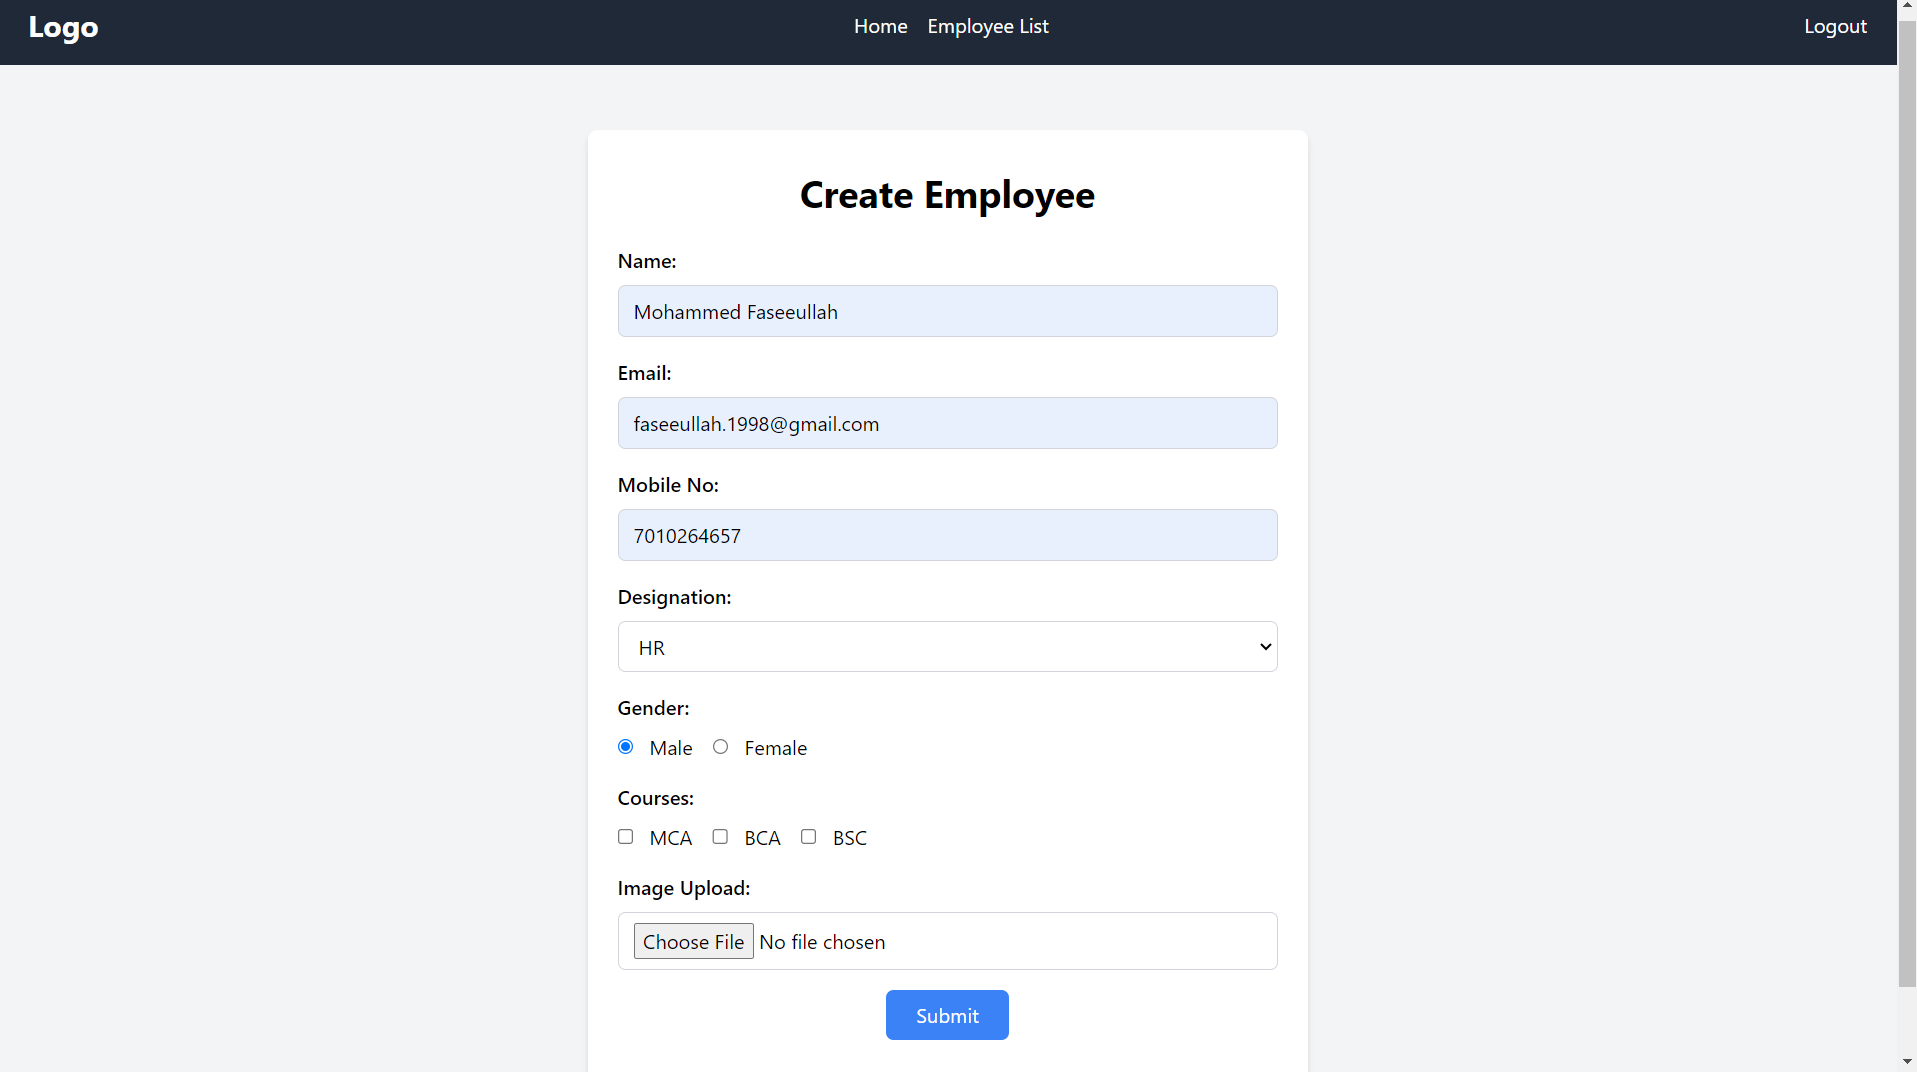 Logo Home Employee List Logout
Create Employee
Name:
Mohammed Faseeullah
Email:
faseeullah.1998@gmail.com
Mobile No:
7010264657
Designation:
HR
Gender:
Male Female
Courses:
MCA BCA BSC
Image Upload:
Choose File No file chosen
Submit